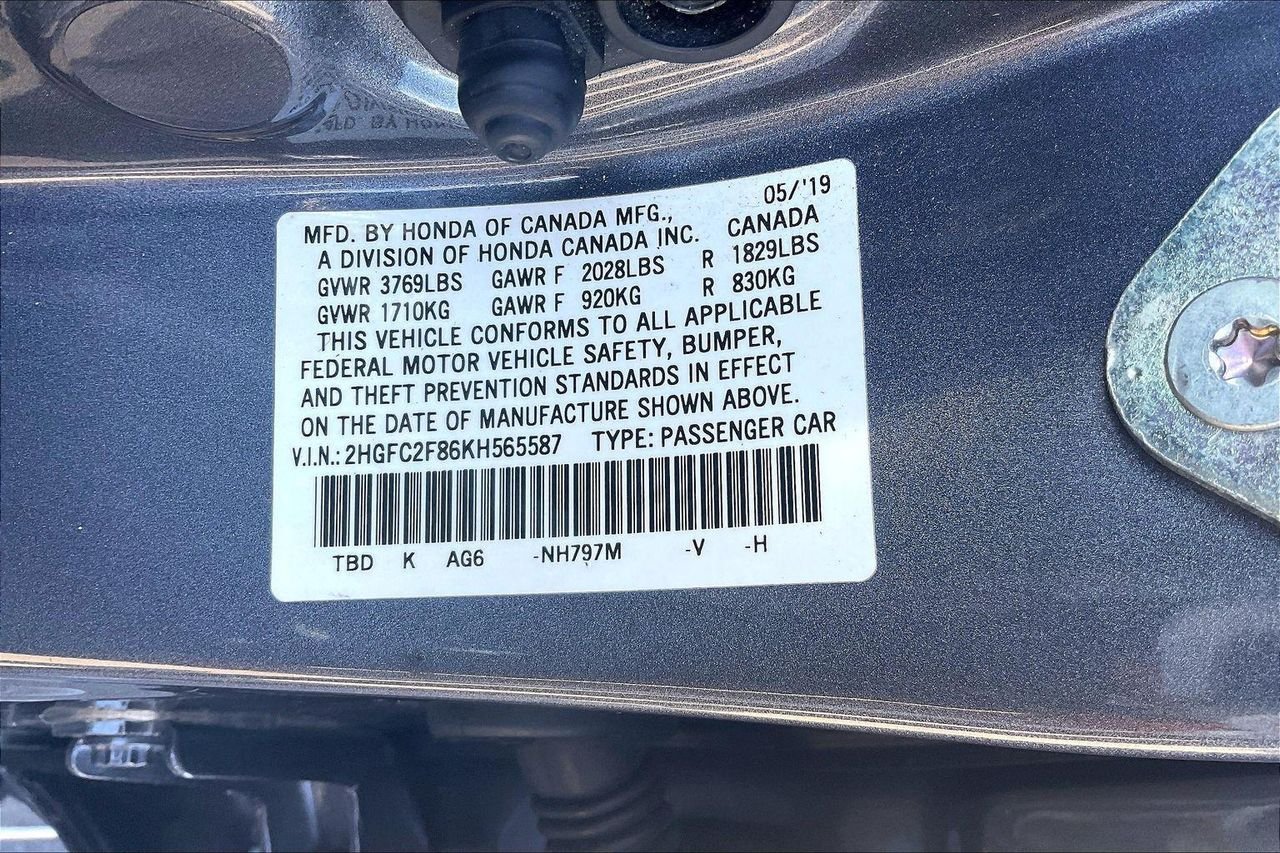 05/'19
MFD. BY HONDA OF CANADA MFG.,
A DIVISION OF HONDA CANADA INC. CANADA
GVWR 3769LBS GAWR F 2028LBS R 1829LBS
GVWR 1710KG GAWR F 920KG R 830KG
THIS VEHICLE CONFORMS TO ALL APPLICABLE
FEDERAL MOTOR VEHICLE SAFETY, BUMPER,
AND THEFT PREVENTION STANDARDS IN EFFECT
ON THE DATE OF MANUFACTURE SHOWN ABOVE.
V.I.N.: 2HGFC2F86KH565587 TYPE: PASSENGER CAR
TBD K AG6 -NH797M -V -H